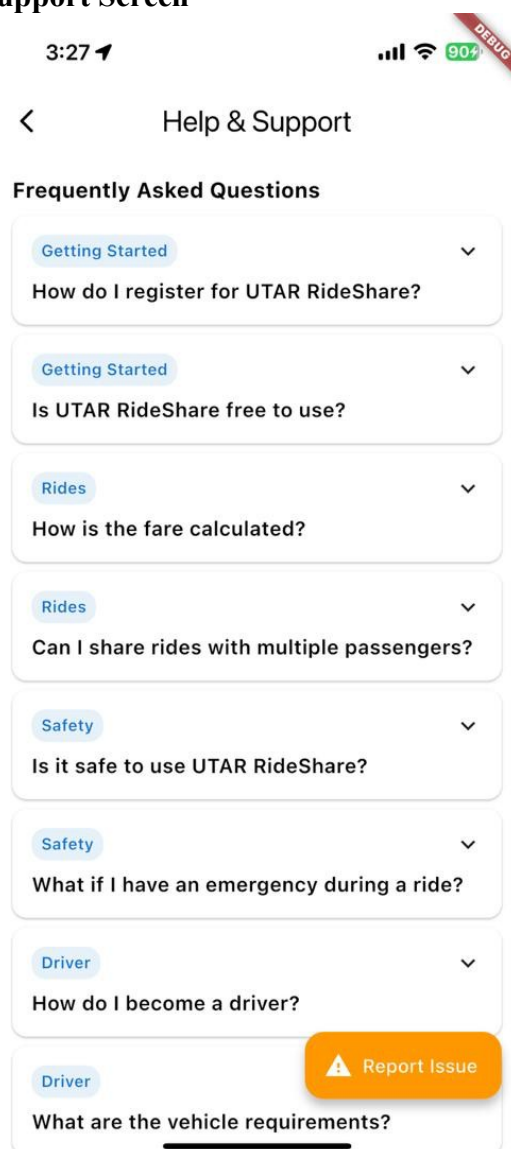 upport Screen
DEBUG
3:27
90
Help & Support
Frequently Asked Questions
Getting Started
How do I register for UTAR RideShare?
Getting Started
Is UTAR RideShare free to use?
Rides
How is the fare calculated?
Rides
Can I share rides with multiple passengers?
Safety
Is it safe to use UTAR RideShare?
Safety
What if I have an emergency during a ride?
Driver
How do I become a driver?
Report Issue
Driver
What are the vehicle requirements?